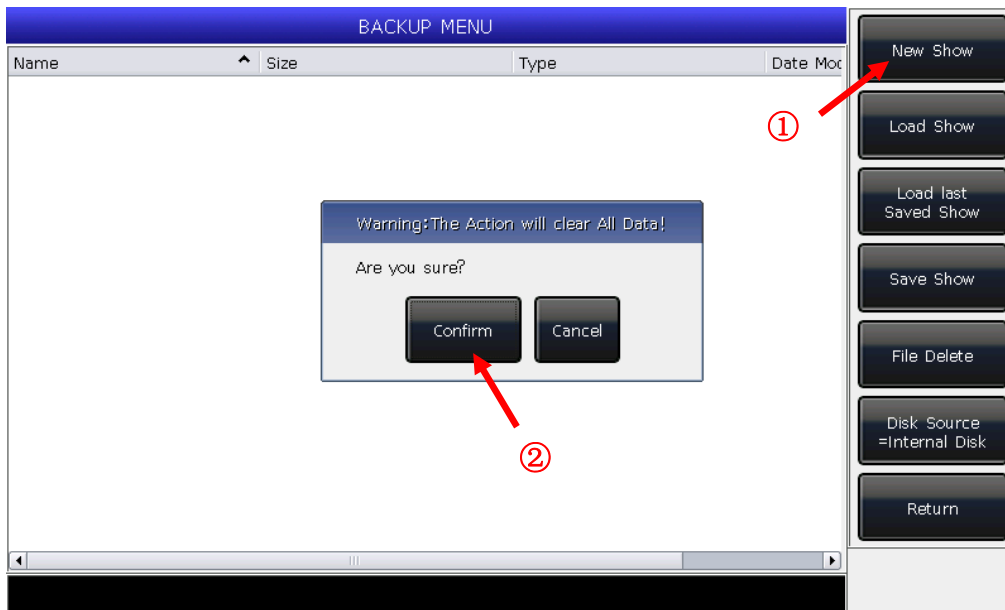 BACKUP MENU
Name Size Type Date Mod
New Show
①
Load Show
Load last
Saved Show
Warning:The Action will clear All Data!
Are you sure?
Confirm Cancel
②
Save Show
File Delete
Disk Source
=Internal Disk
Return